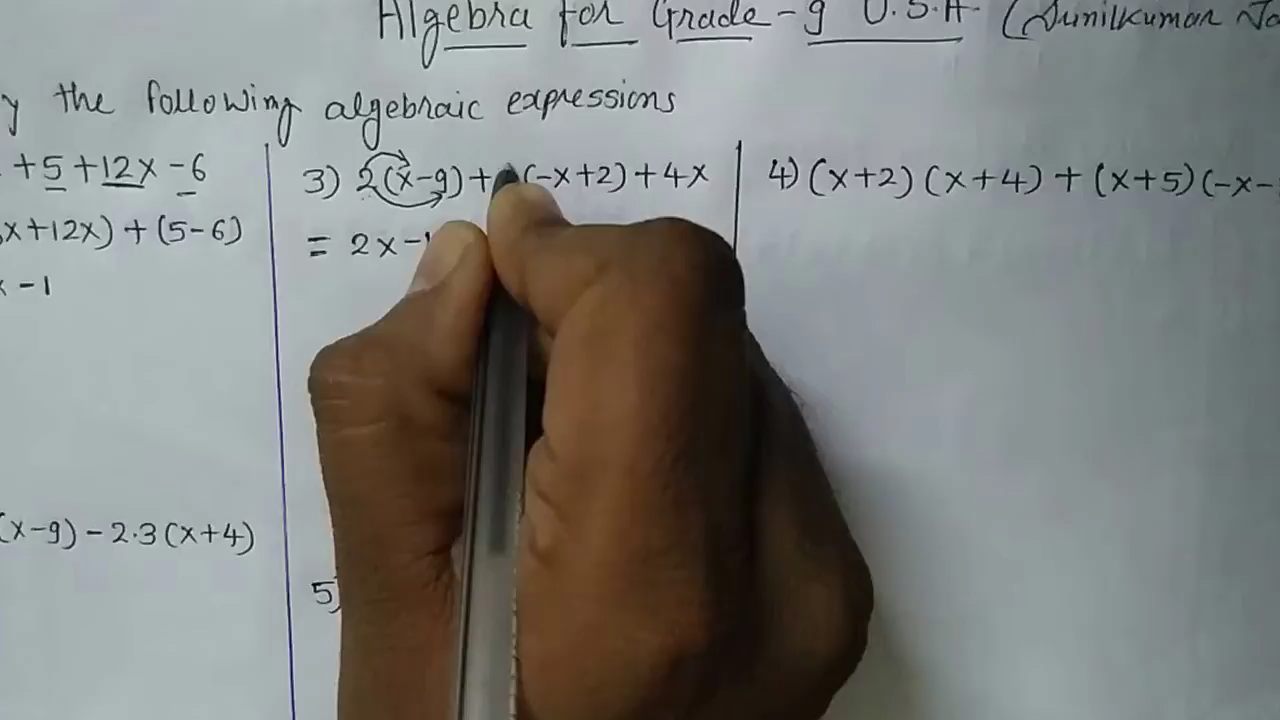 Algebra for Grade-9 U.S.A. (Sunilkumar
y the following algebraic expressions
+5+12x-6
x+12x)+(5-6)
-1
3) 2(x-9)+ (-x+2)+4x
= 2x-
4) (x+2)(x+4)+(x+5)(-x-
(x-9)-2.3(x+4)
5)